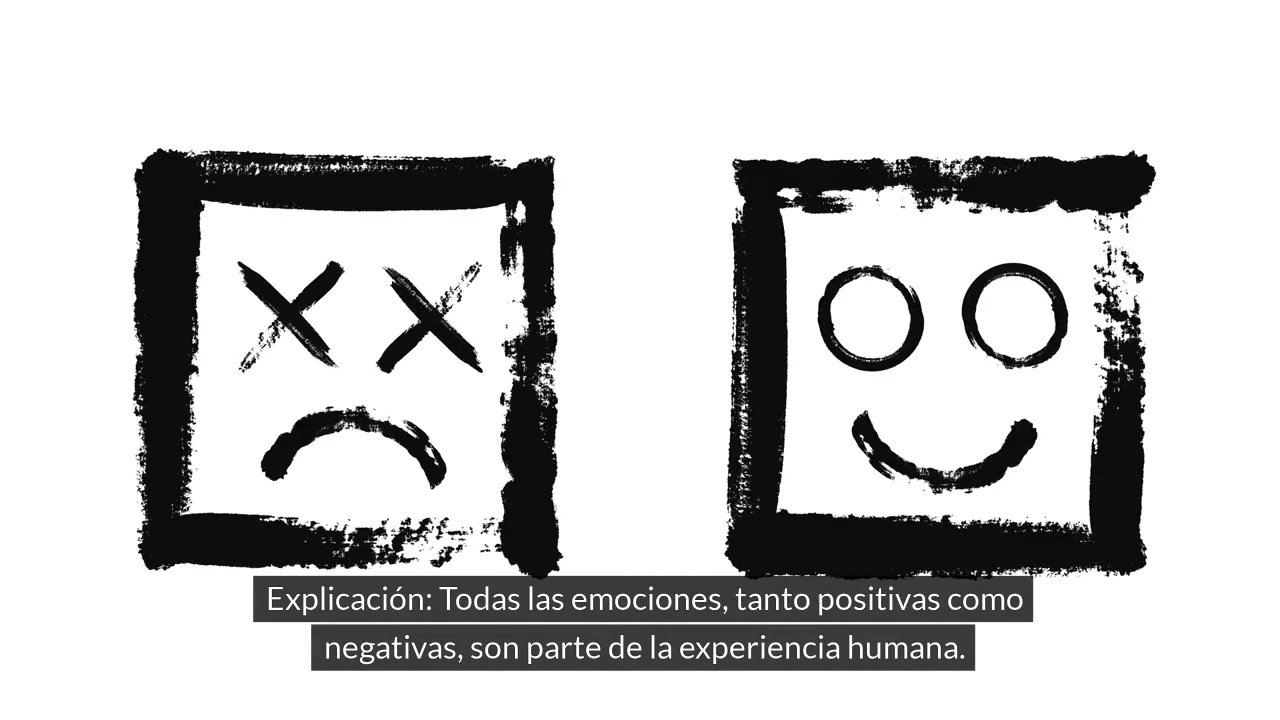 Explicación: Todas las emociones, tanto positivas como
negativas, son parte de la experiencia humana.